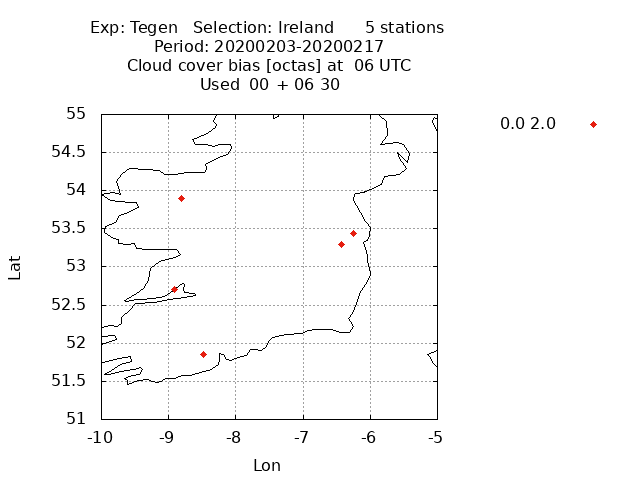 Exp: Tegen Selection: Ireland 5 stations
Period: 20200203-20200217
Cloud cover bias [octas] at 06 UTC
Used 00 + 06 30
0.0 2.0
55
54.5
54
53.5
53
52.5
52
51.5
51
-10 -9 -8 -7 -6 -5
Lat
Lon